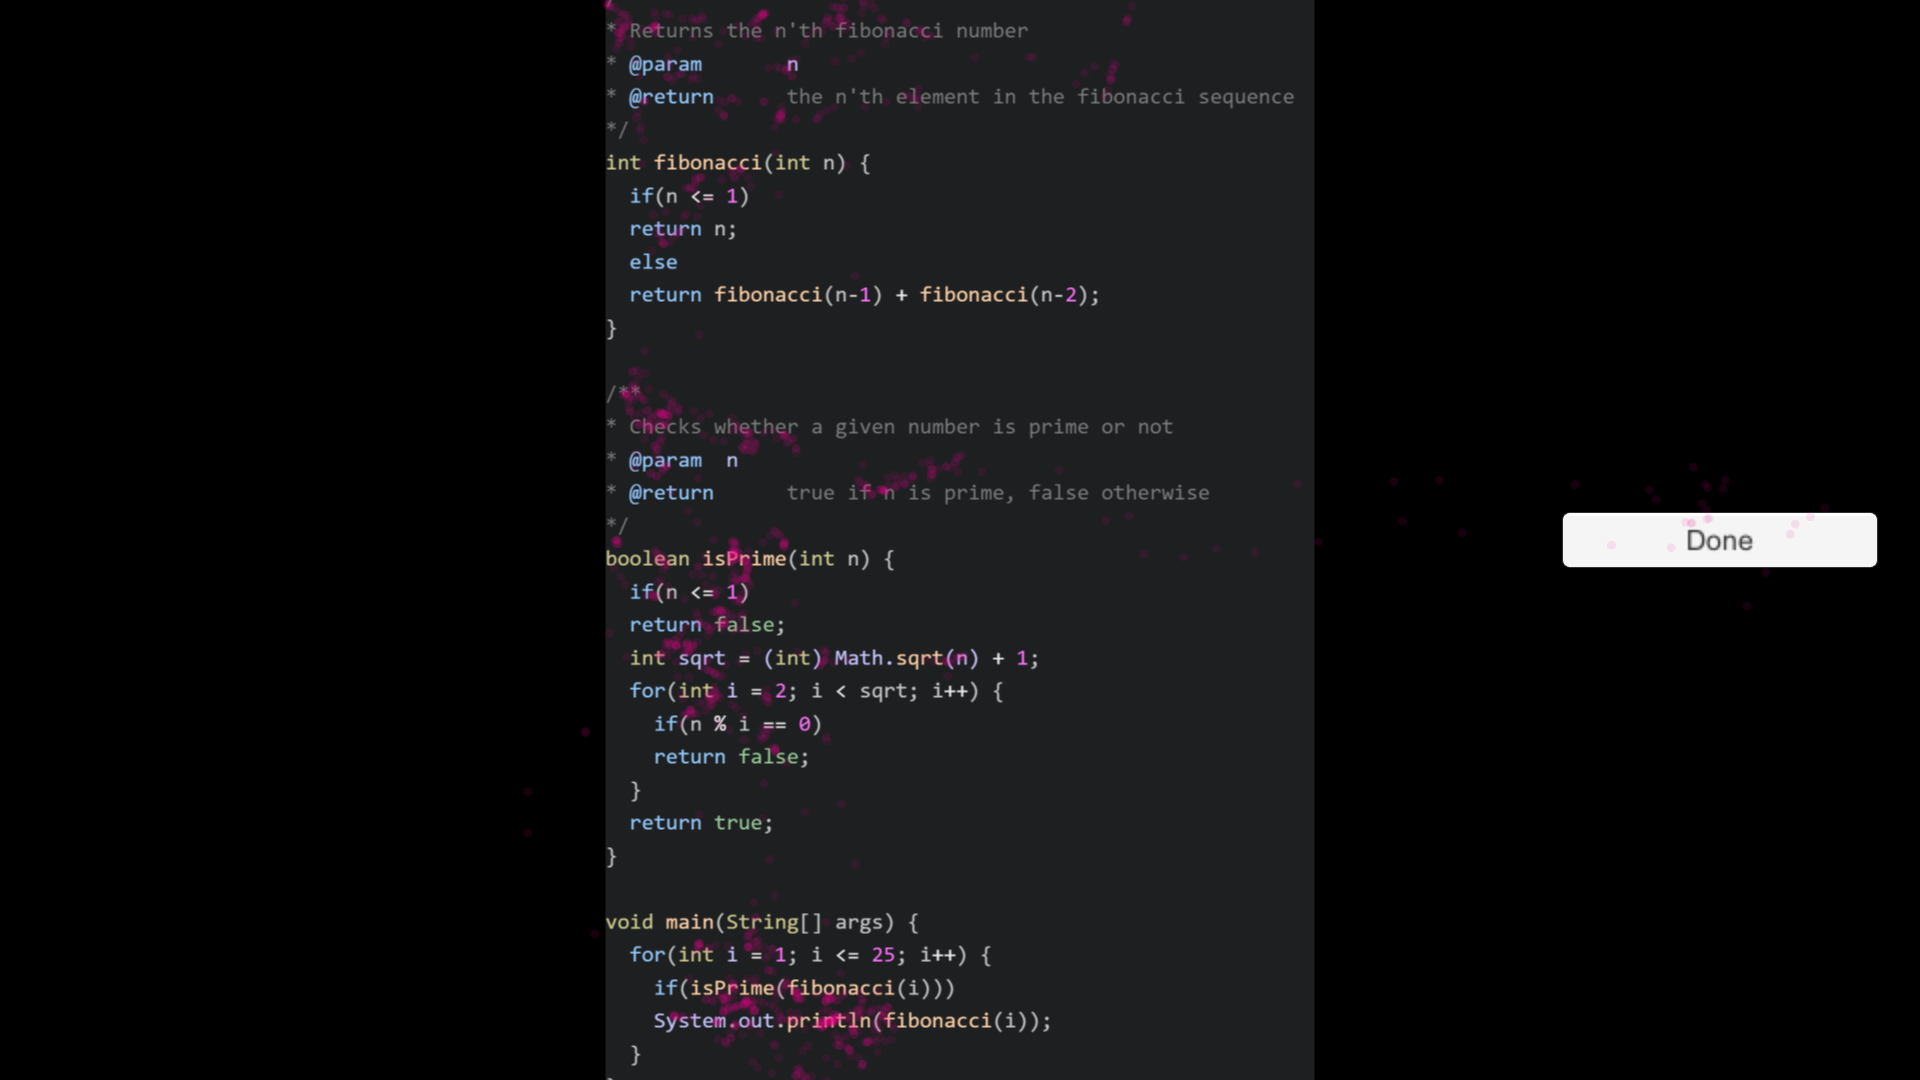 /
* Returns the n'th fibonacci number
* @param n
* @return the n'th element in the fibonacci sequence
*/
int fibonacci(int n) {
if(n <= 1)
return n;
else
return fibonacci(n-1) + fibonacci(n-2);
}
/**
* Checks whether a given number is prime or not
* @param n
* @return true if n is prime, false otherwise
*/
boolean isPrime(int n) {
if(n <= 1)
return false;
int sqrt = (int) Math.sqrt(n) + 1;
for(int i = 2; i < sqrt; i++) {
if(n % i == 0)
return false;
}
return true;
}
void main(String[] args) {
for(int i = 1; i <= 25; i++) {
if(isPrime(fibonacci(i)))
System.out.println(fibonacci(i));
}
Done